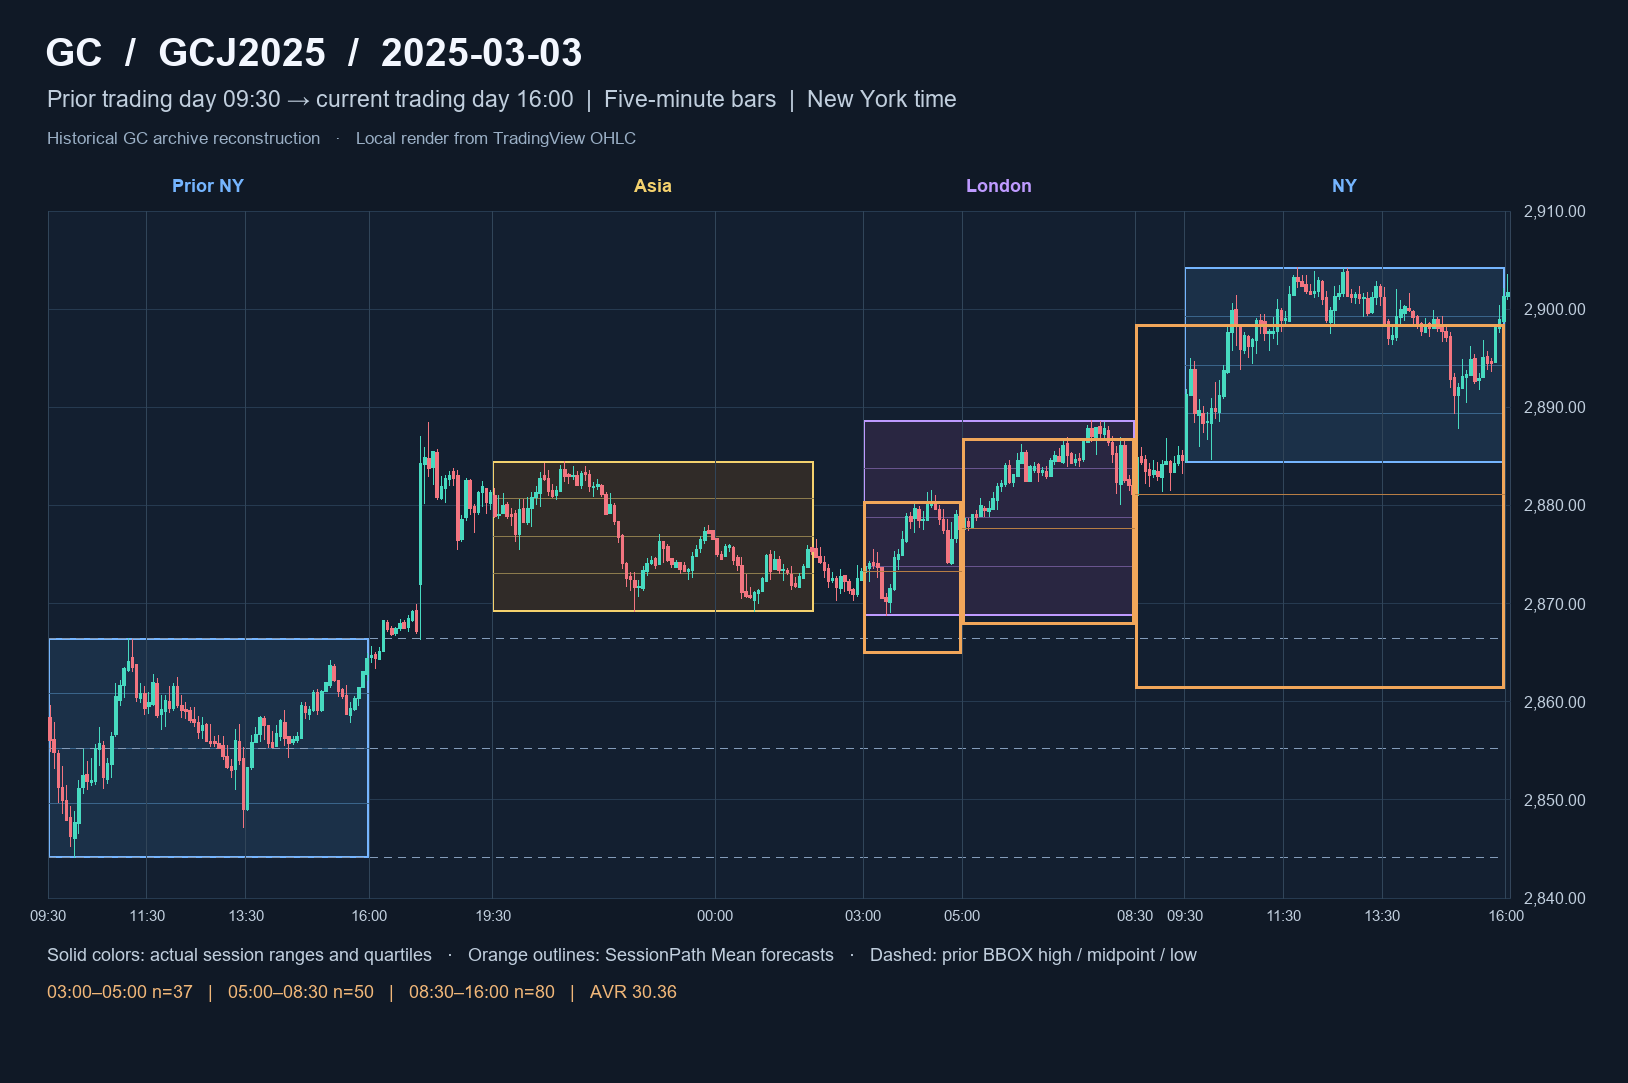 GC / GCJ2025 / 2025-03-03
Prior trading day 09:30 → current trading day 16:00 | Five-minute bars | New York time
Historical GC archive reconstruction · Local render from TradingView OHLC
Prior NY Asia London NY
2,910.00
2,900.00
2,890.00
2,880.00
2,870.00
2,860.00
2,850.00
2,840.00
09:30 11:30 13:30 16:00 19:30 00:00 03:00 05:00 08:30 09:30 11:30 13:30 16:00
Solid colors: actual session ranges and quartiles · Orange outlines: SessionPath Mean forecasts · Dashed: prior BBOX high / midpoint / low
03:00–05:00 n=37 | 05:00–08:30 n=50 | 08:30–16:00 n=80 | AVR 30.36